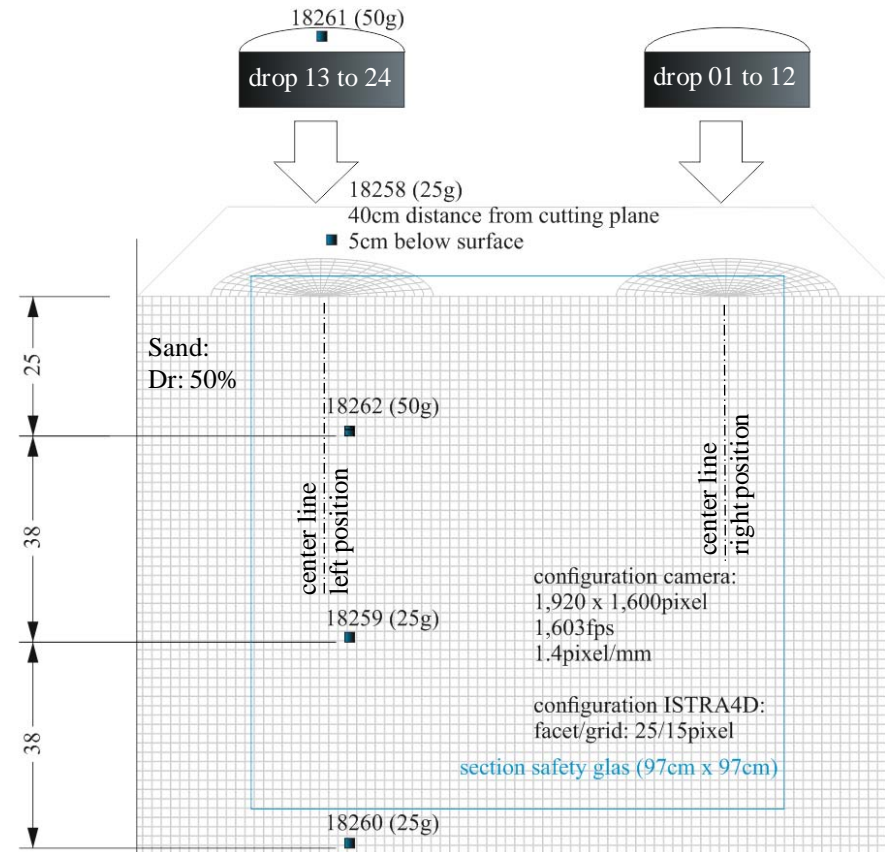 18261 (50g)
drop 13 to 24
drop 01 to 12
18258 (25g)
40cm distance from cutting plane
5cm below surface
25
Sand:
Dr: 50%
18262 (50g)
38
center line
left position
center line
right position
configuration camera:
1,920 x 1,600pixel
1,603fps
1.4pixel/mm
18259 (25g)
configuration ISTRA4D:
facet/grid: 25/15pixel
38
section safety glas (97cm x 97cm)
18260 (25g)